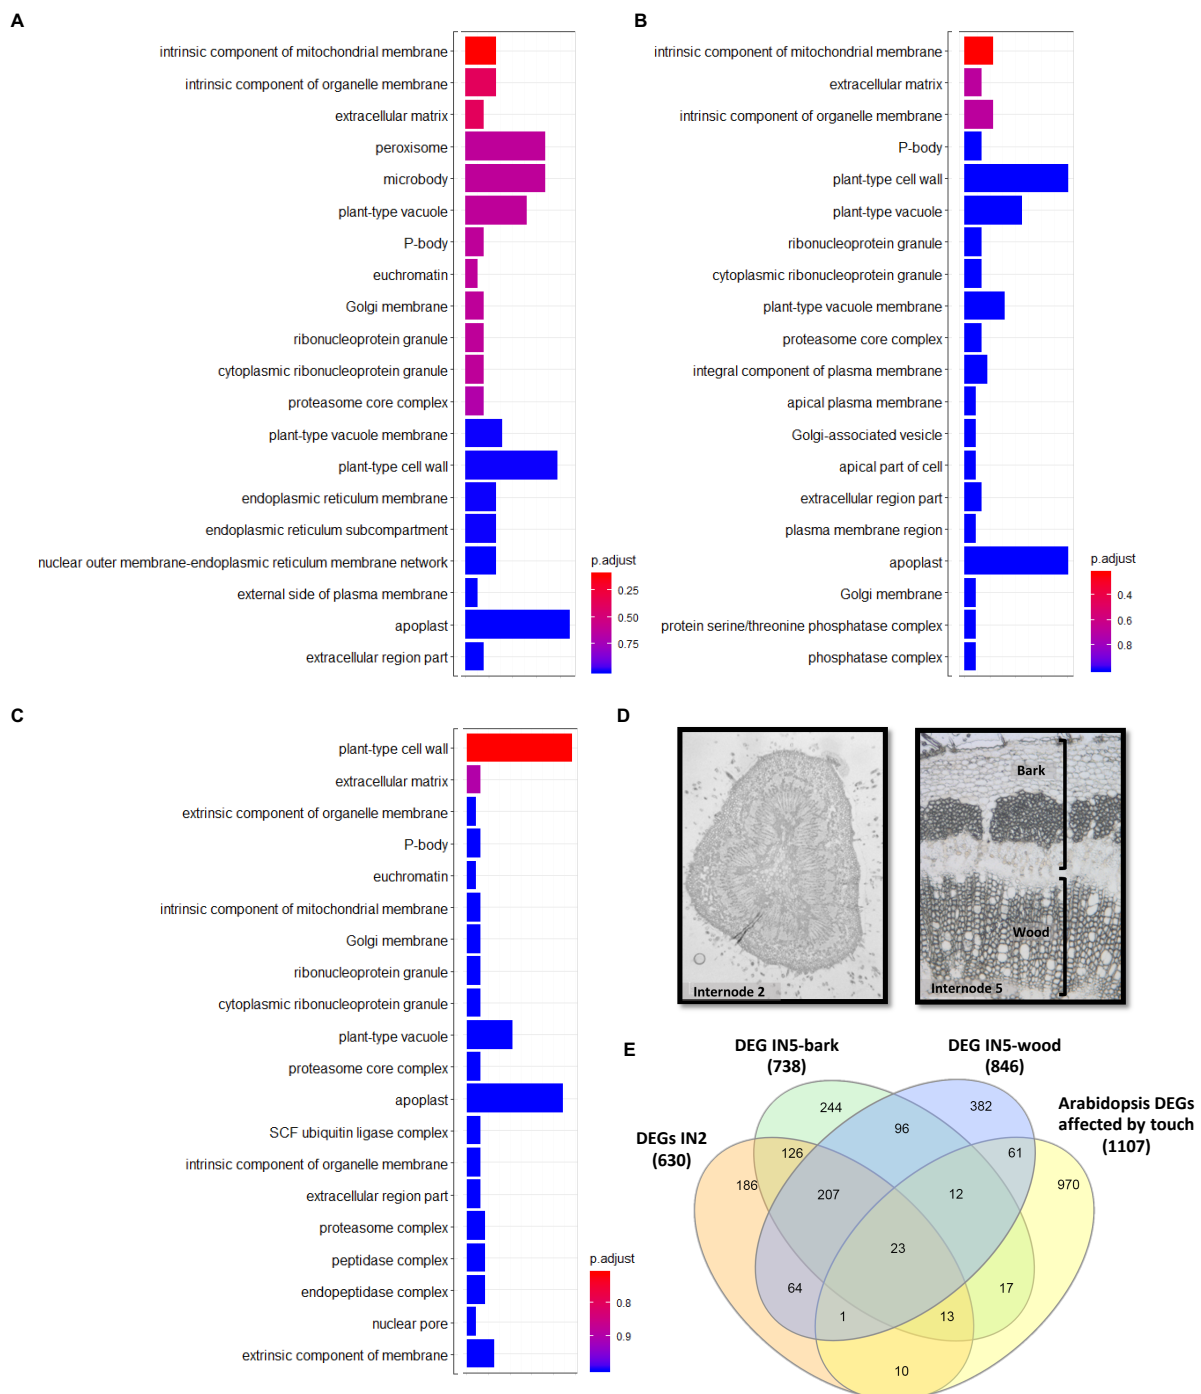 A
intrinsic component of mitochondrial membrane
intrinsic component of organelle membrane
extracellular matrix
peroxisome
microbody
plant-type vacuole
P-body
euchromatin
Golgi membrane
ribonucleoprotein granule
cytoplasmic ribonucleoprotein granule
proteasome core complex
plant-type vacuole membrane
plant-type cell wall
endoplasmic reticulum membrane
endoplasmic reticulum subcompartment
nuclear outer membrane-endoplasmic reticulum membrane network
external side of plasma membrane
apoplast
extracellular region part
p.adjust
0.25
0.50
0.75
B
intrinsic component of mitochondrial membrane
extracellular matrix
intrinsic component of organelle membrane
P-body
plant-type cell wall
plant-type vacuole
ribonucleoprotein granule
cytoplasmic ribonucleoprotein granule
plant-type vacuole membrane
proteasome core complex
integral component of plasma membrane
apical plasma membrane
Golgi-associated vesicle
apical part of cell
extracellular region part
plasma membrane region
apoplast
Golgi membrane
protein serine/threonine phosphatase complex
phosphatase complex
p.adjust
0.4
0.6
0.8
C
plant-type cell wall
extracellular matrix
extrinsic component of organelle membrane
P-body
euchromatin
intrinsic component of mitochondrial membrane
Golgi membrane
ribonucleoprotein granule
cytoplasmic ribonucleoprotein granule
plant-type vacuole
proteasome core complex
apoplast
SCF ubiquitin ligase complex
intrinsic component of organelle membrane
extracellular region part
proteasome complex
peptidase complex
endopeptidase complex
nuclear pore
extrinsic component of membrane
p.adjust
0.8
0.9
D
Internode 2
Bark
Wood
Internode 5
E
DEG IN5-bark
(738)
DEG IN5-wood
(846)
Arabidopsis DEGs
affected by touch
(1107)
DEGs IN2
(630)
244
382
96
126
61
186
207
12
970
23
64
17
1
13
10